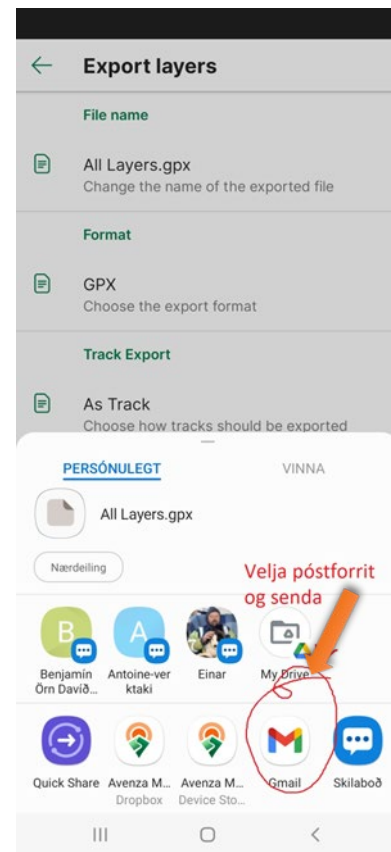 Export layers
File name
All Layers.gpx
Change the name of the exported file
Format
GPX
Choose the export format
Track Export
As Track
Choose how tracks should be exported
PERSÓNULEGT
VINNA
All Layers.gpx
Nærdeiling
Velja póstforrit
og senda
B
A
Benjamín
Örn Davíð...
Antoine-ver
ktaki
Einar
My Drive
Quick Share
Avenza M...
Dropbox
Avenza M...
Device Sto...
Gmail
Skilaboð